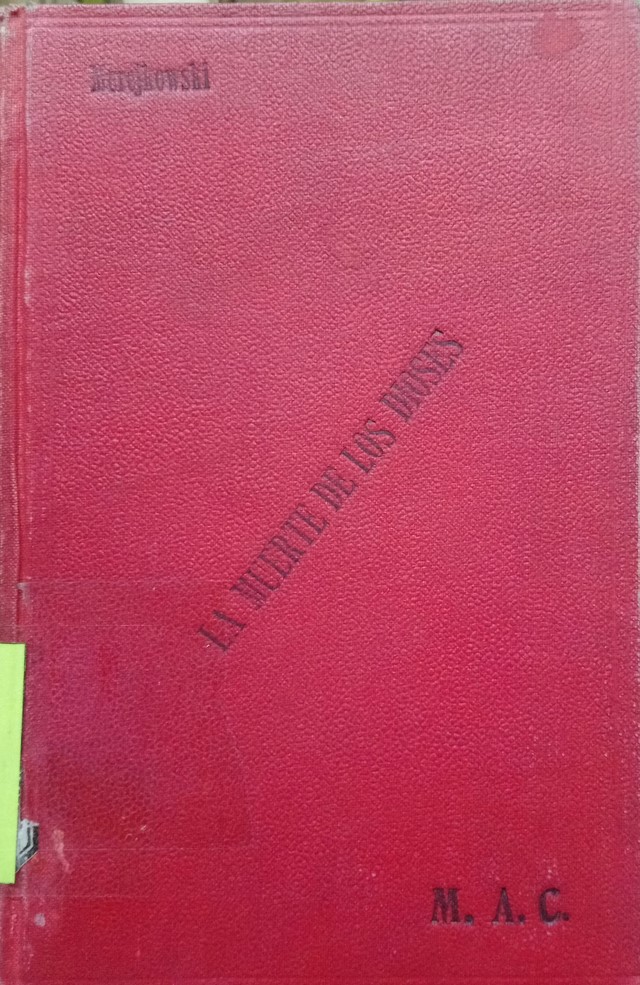 Merejkowski
LA MUERTE DE LOS DIOSES
M. A. C.